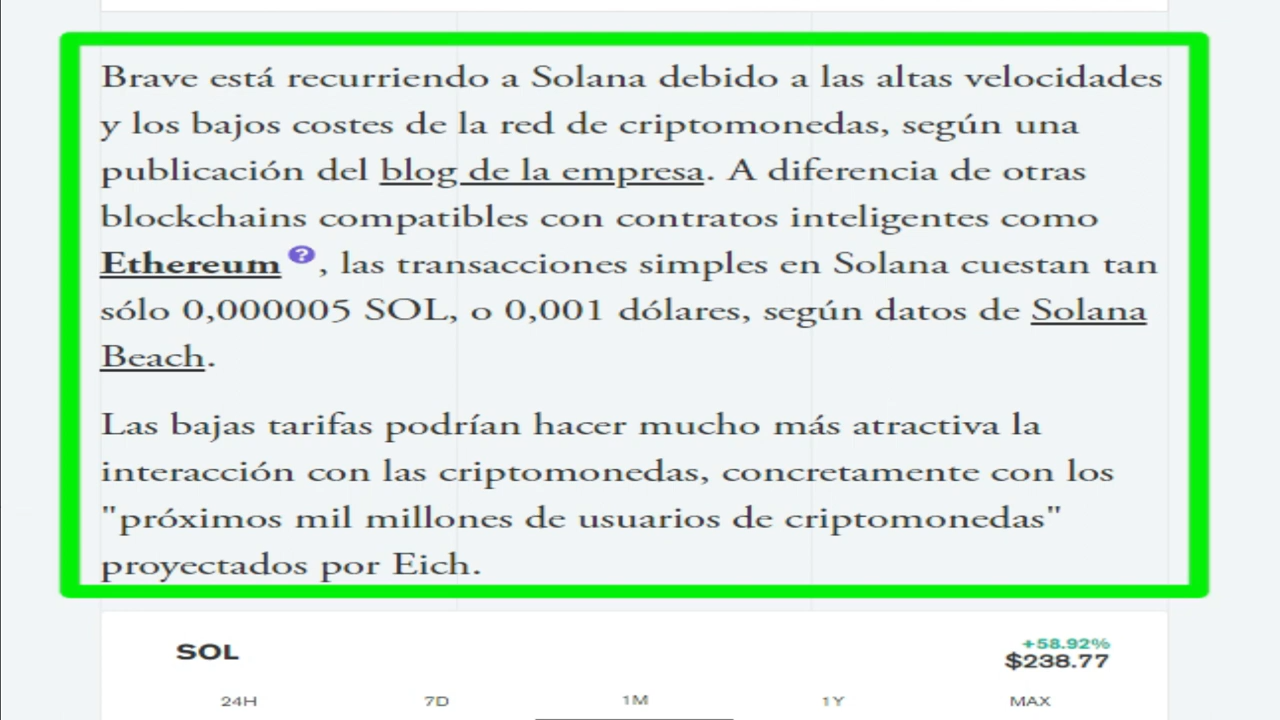 Brave está recurriendo a Solana debido a las altas velocidades
y los bajos costes de la red de criptomonedas, según una
publicación del blog de la empresa. A diferencia de otras
blockchains compatibles con contratos inteligentes como
Ethereum ?, las transacciones simples en Solana cuestan tan
sólo 0,000005 SOL, o 0,001 dólares, según datos de Solana
Beach.
Las bajas tarifas podrían hacer mucho más atractiva la
interacción con las criptomonedas, concretamente con los
"próximos mil millones de usuarios de criptomonedas"
proyectados por Eich.
SOL +58.92%
$238.77
24H 7D 1M 1Y MAX